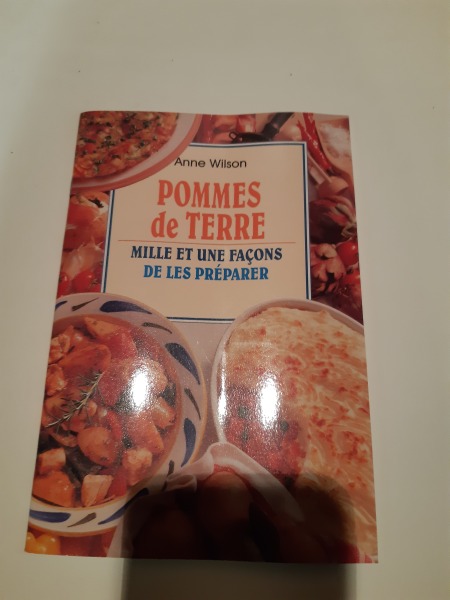 Anne Wilson
POMMES
de TERRE
MILLE ET UNE FAÇONS
DE LES PRÉPARER